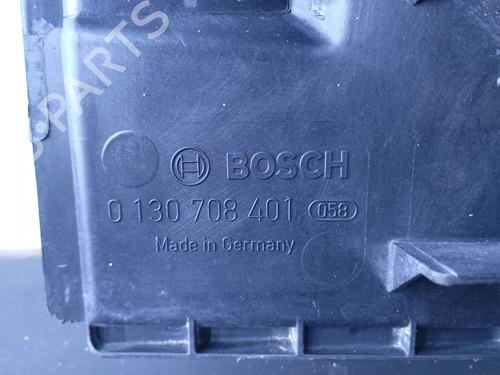 BOSCH
0 130 708 401 058
Made in Germany
PARTS